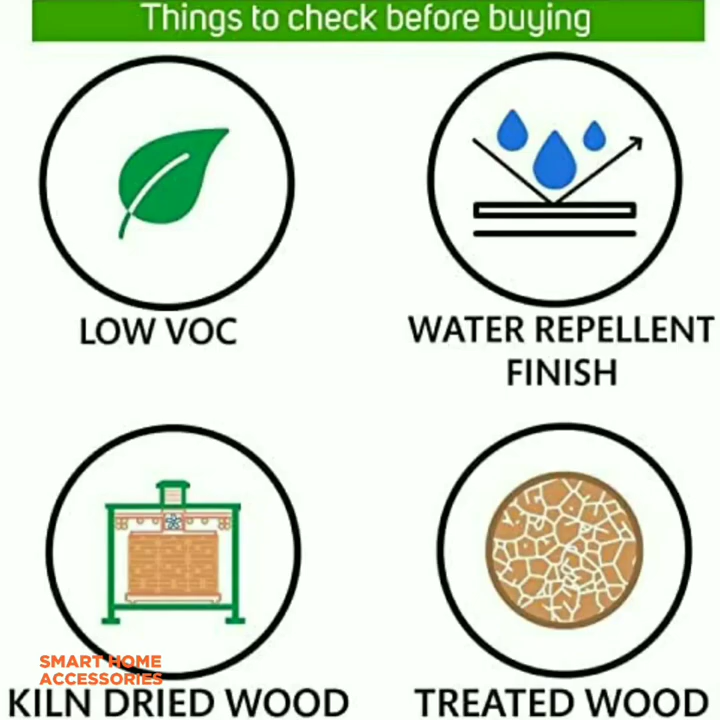 Things to check before buying
LOW VOC
WATER REPELLENT
FINISH
SMART HOME
ACCESSORIES
KILN DRIED WOOD
TREATED WOOD